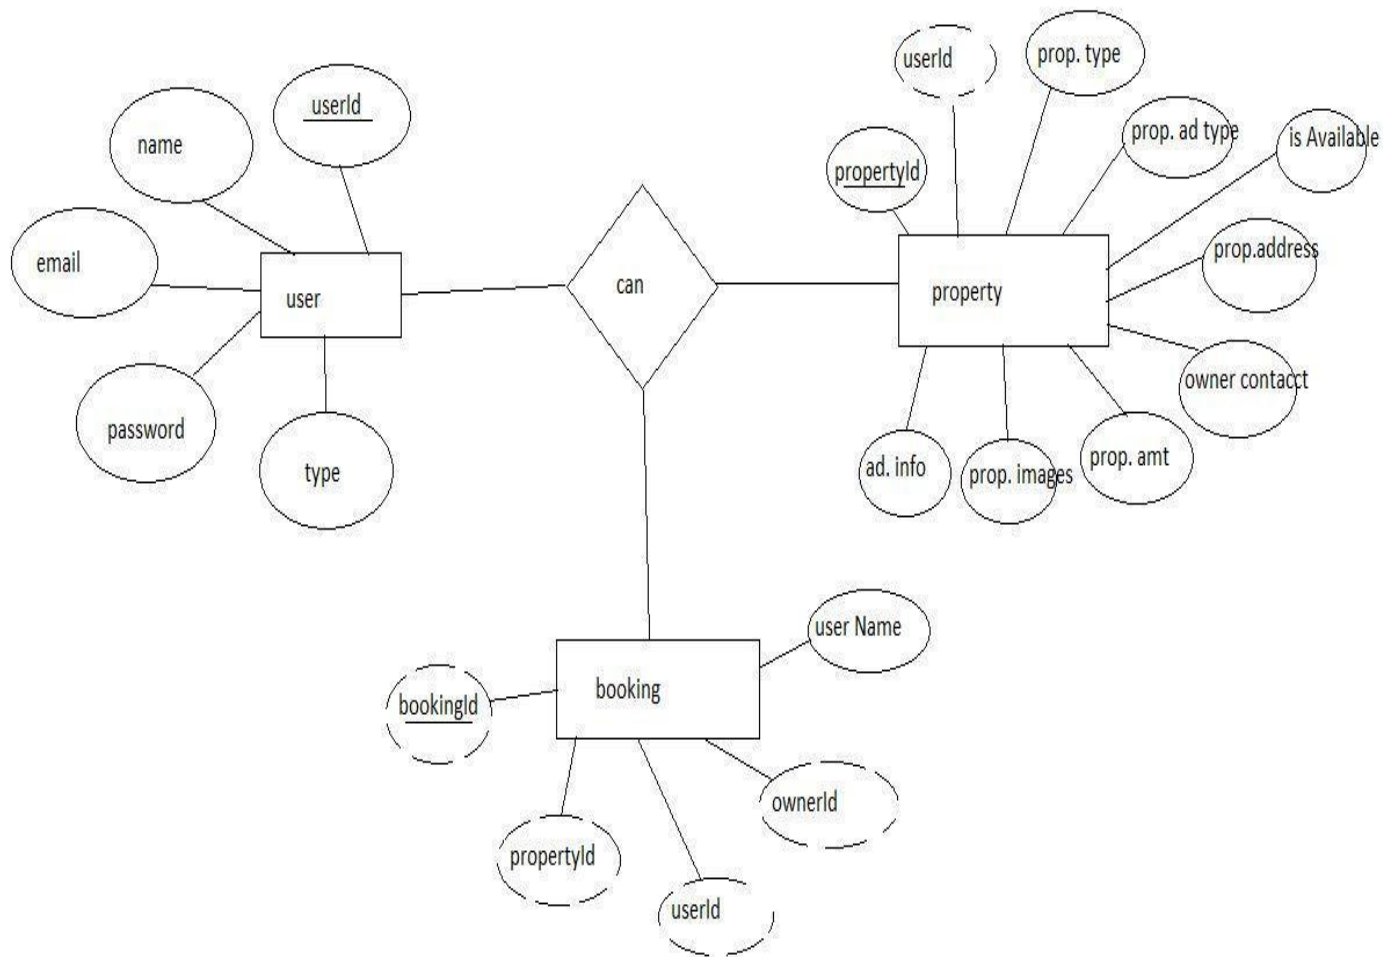 userId
prop. type
userId
name
prop. ad type
is Available
propertyId
email
prop.address
user
can
property
owner contacct
password
type
ad. info
prop. images
prop. amt
user Name
booking
bookingId
ownerId
propertyId
userId